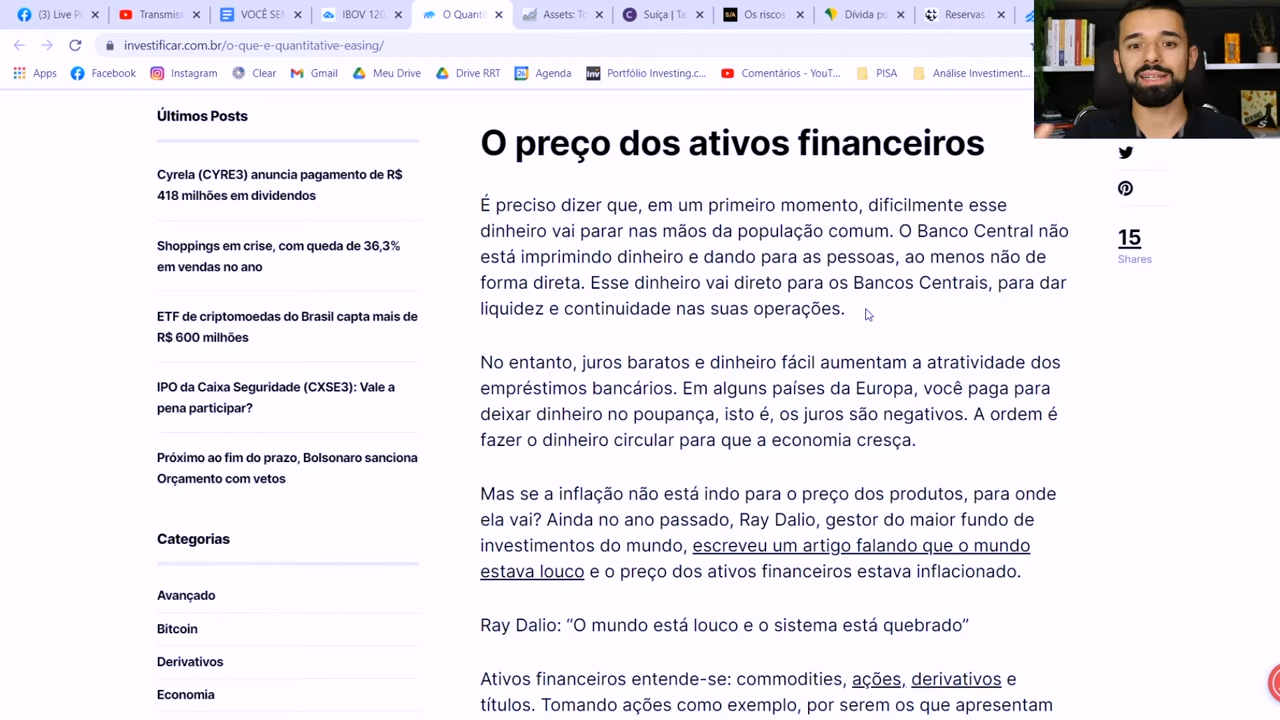 (3) Live P
Transmiss
VOCÊ SEM
IBOV 120
O Quanti
Assets: To
Suíça | Ta
Os riscos
Dívida pú
Reservas
investificar.com.br/o-que-e-quantitative-easing/
Apps
Facebook
Instagram
Clear
Gmail
Meu Drive
Drive RRT
Agenda
Portfólio Investing.c...
Comentários - YouT...
PISA
Análise Investiment...
Últimos Posts
Cyrela (CYRE3) anuncia pagamento de R$
418 milhões em dividendos
Shoppings em crise, com queda de 36,3%
em vendas no ano
ETF de criptomoedas do Brasil capta mais de
R$ 600 milhões
IPO da Caixa Seguridade (CXSE3): Vale a
pena participar?
Próximo ao fim do prazo, Bolsonaro sanciona
Orçamento com vetos
Categorias
Avançado
Bitcoin
Derivativos
Economia
O preço dos ativos financeiros
É preciso dizer que, em um primeiro momento, dificilmente esse
dinheiro vai parar nas mãos da população comum. O Banco Central não
está imprimindo dinheiro e dando para as pessoas, ao menos não de
forma direta. Esse dinheiro vai direto para os Bancos Centrais, para dar
liquidez e continuidade nas suas operações.
No entanto, juros baratos e dinheiro fácil aumentam a atratividade dos
empréstimos bancários. Em alguns países da Europa, você paga para
deixar dinheiro no poupança, isto é, os juros são negativos. A ordem é
fazer o dinheiro circular para que a economia cresça.
Mas se a inflação não está indo para o preço dos produtos, para onde
ela vai? Ainda no ano passado, Ray Dalio, gestor do maior fundo de
investimentos do mundo, escreveu um artigo falando que o mundo
estava louco e o preço dos ativos financeiros estava inflacionado.
Ray Dalio: “O mundo está louco e o sistema está quebrado”
Ativos financeiros entende-se: commodities, ações, derivativos e
títulos. Tomando ações como exemplo, por serem os que apresentam
15
Shares